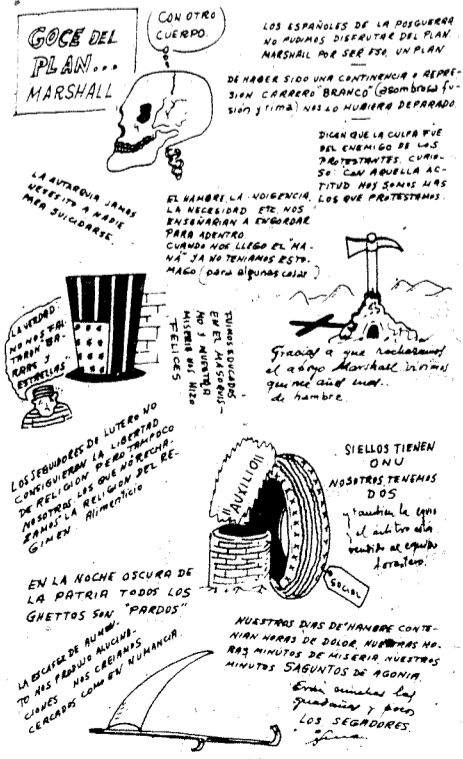 GOCE DEL
PLAN...
MARSHALL
CON OTRO
CUERPO.
LOS ESPAÑOLES DE LA POSGUERRA
NO PUDIMOS DISFRUTAR DEL PLAN
MARSHALL POR SER ESO, UN PLAN
DE HABER SIDO UNA CONTINENCIA O REPRE-
SION CARRERO "BRANCO" (asombrosa fu-
sión y rima) NOS LO HUBIERA DEPARADO.
DICEN QUE LA CULPA FUE
DEL ENEMIGO DE LOS
PROTESTANTES. CURIO-
SO: CON AQUELLA AC-
TITUD HOY SOMOS MAS
LOS QUE PROTESTAMOS.
LA AUTARQUIA JAMAS
NECESITO A NADIE
PARA SUICIDARSE.
EL HAMBRE, LA INDIGENCIA,
LA NECESIDAD ETC. NOS
ENSEÑARIAN A ENGORDAR
PARA ADENTRO.
CUANDO NOS LLEGO EL "MA-
NÁ" YA NO TENIAMOS ESTO-
MAGO (para algunas cosas)
LA VERDAD:
NO NOS FAL-
TARON "BA-
RRAS Y
ESTRELLAS"
FUIMOS EDUCADOS
EN EL MASOQUIS-
MO Y NUESTRA
MISERIA NOS HIZO
FELICES
Gracias a que rechazamos
el apoyo Marshall vivimos
quince años más..
de hambre.
LOS SEGUIDORES DE LUTERO NO
CONSIGUIERAN LA LIBERTAD
DE RELIGION PERO TAMPOCO
NOSOTROS LOS QUE NO RECHA-
ZAMOS LA RELIGION DEL RE-
GIMEN Alimenticio
¡¡AUXILIO!!
SOCIAL
SI ELLOS TIENEN
ONU
NOSOTROS TENEMOS
DOS
y también la equis
y el árbitro está
vendido al equipo
forastero.
EN LA NOCHE OSCURA DE
LA PATRIA TODOS LOS
GHETTOS SON "PARDOS"
LA ESCASEZ DE ALIMEN-
TO NOS PRODUJO ALUCINA-
CIONES NOS CREIAMOS
CERCADOS COMO EN NUMANCIA.
NUESTROS DIAS DE HAMBRE CONTE-
NIAN HORAS DE DOLOR, NUESTRAS HO-
RAS MINUTOS DE MISERIA, NUESTROS
MINUTOS SAGUNTOS DE AGONIA.
Eran muchas las
guadañas y pocos
LOS SEGADORES.